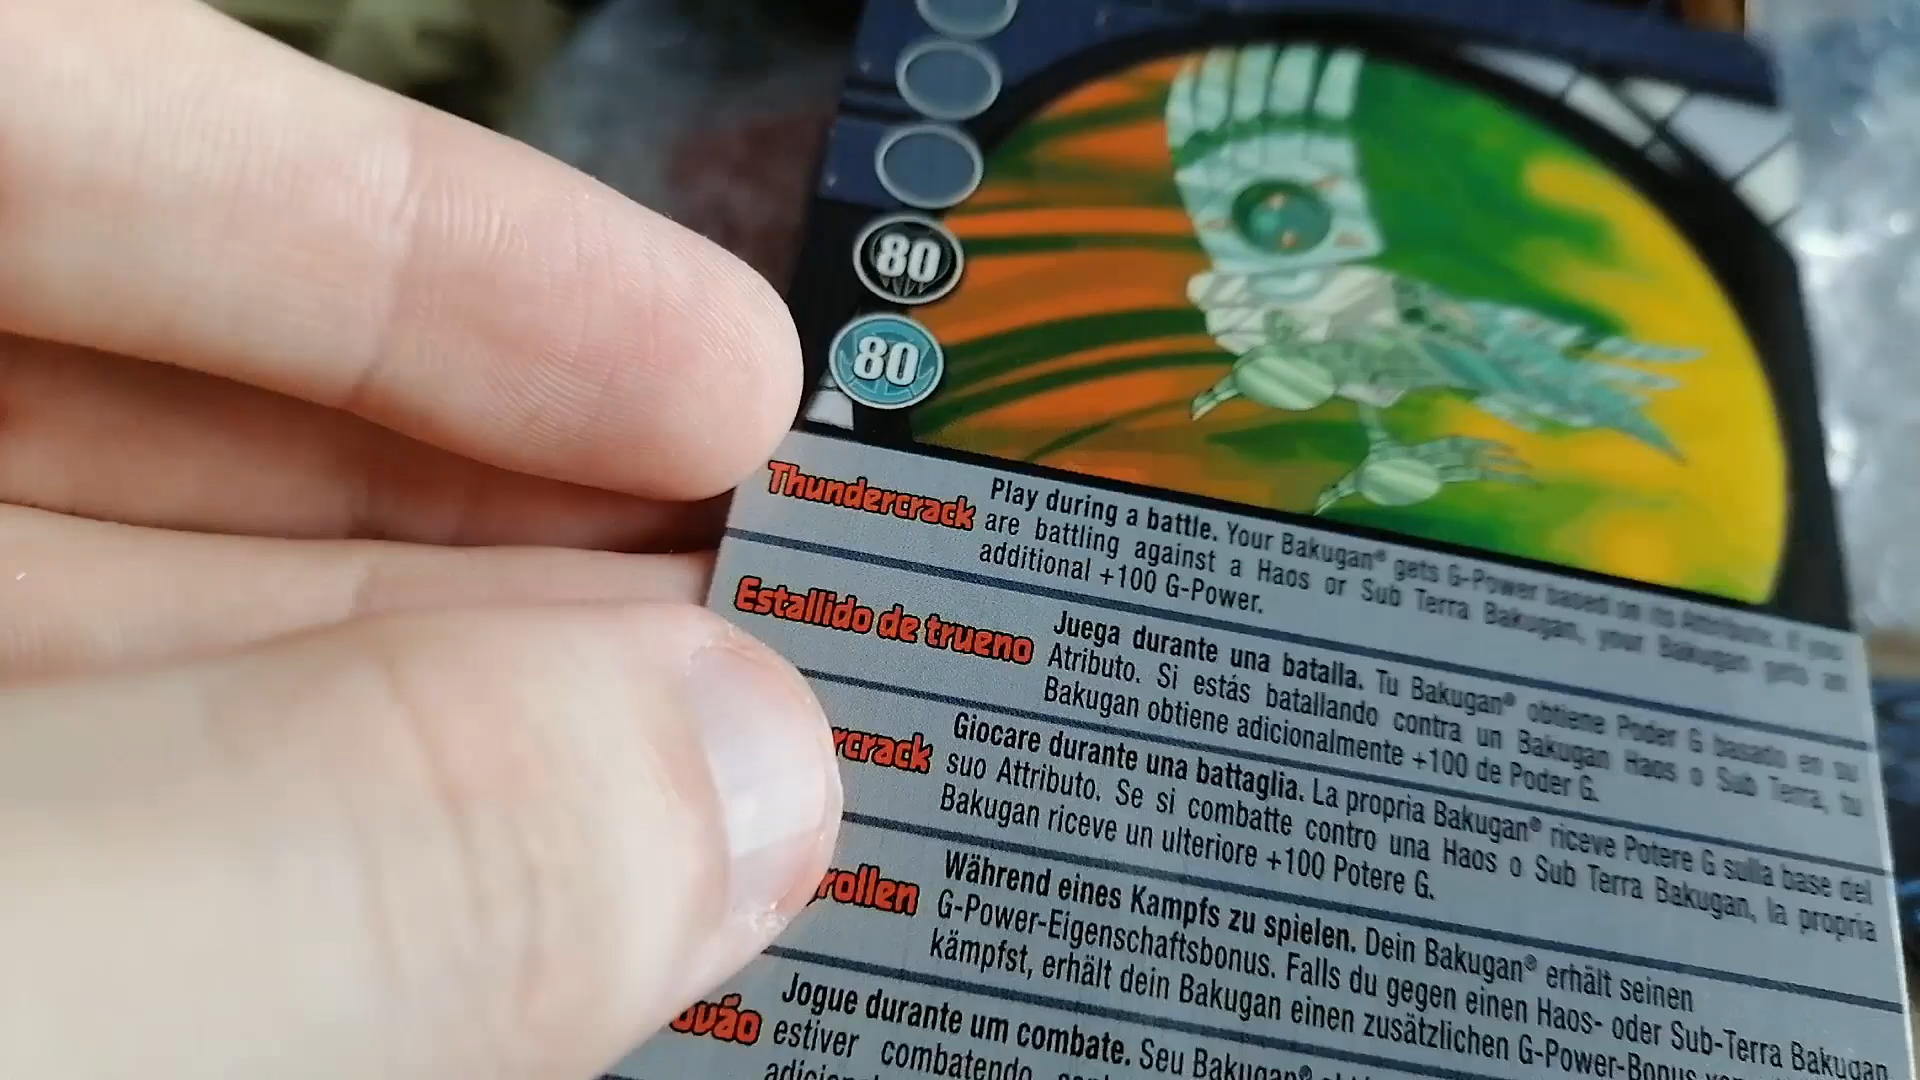 80
80
Thundercrack
Play during a battle. Your Bakugan® gets G-Power based on its Attribute. If you
are battling against a Haos or Sub Terra Bakugan, your Bakugan gets an
additional +100 G-Power.
Estallido de trueno
Juega durante una batalla. Tu Bakugan® obtiene Poder G basado en su
Atributo. Si estás batallando contra un Bakugan Haos o Sub Terra, tu
Bakugan obtiene adicionalmente +100 de Poder G.
rcrack
Giocare durante una battaglia. La propria Bakugan® riceve Potere G sulla base del
suo Attributo. Se si combatte contro una Haos o Sub Terra Bakugan, la propria
Bakugan riceve un ulteriore +100 Potere G.
rollen
Während eines Kampfs zu spielen. Dein Bakugan® erhält seinen
G-Power-Eigenschaftsbonus. Falls du gegen einen Haos- oder Sub-Terra Bakugan
kämpfst, erhält dein Bakugan einen zusätzlichen G-Power-Bonus
ovão
Jogue durante um combate. Seu Bakugan®
estiver combatendo